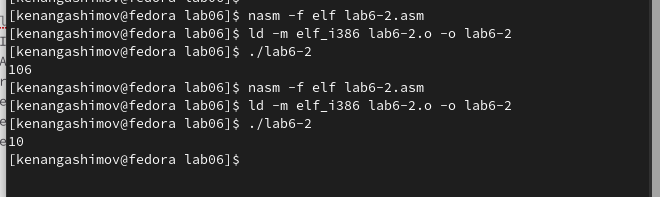 [kenangashimov@fedora lab06]$ nasm -f elf lab6-2.asm
[kenangashimov@fedora lab06]$ ld -m elf_i386 lab6-2.o -o lab6-2
[kenangashimov@fedora lab06]$ ./lab6-2
106
[kenangashimov@fedora lab06]$ nasm -f elf lab6-2.asm
[kenangashimov@fedora lab06]$ ld -m elf_i386 lab6-2.o -o lab6-2
[kenangashimov@fedora lab06]$ ./lab6-2
10
[kenangashimov@fedora lab06]$